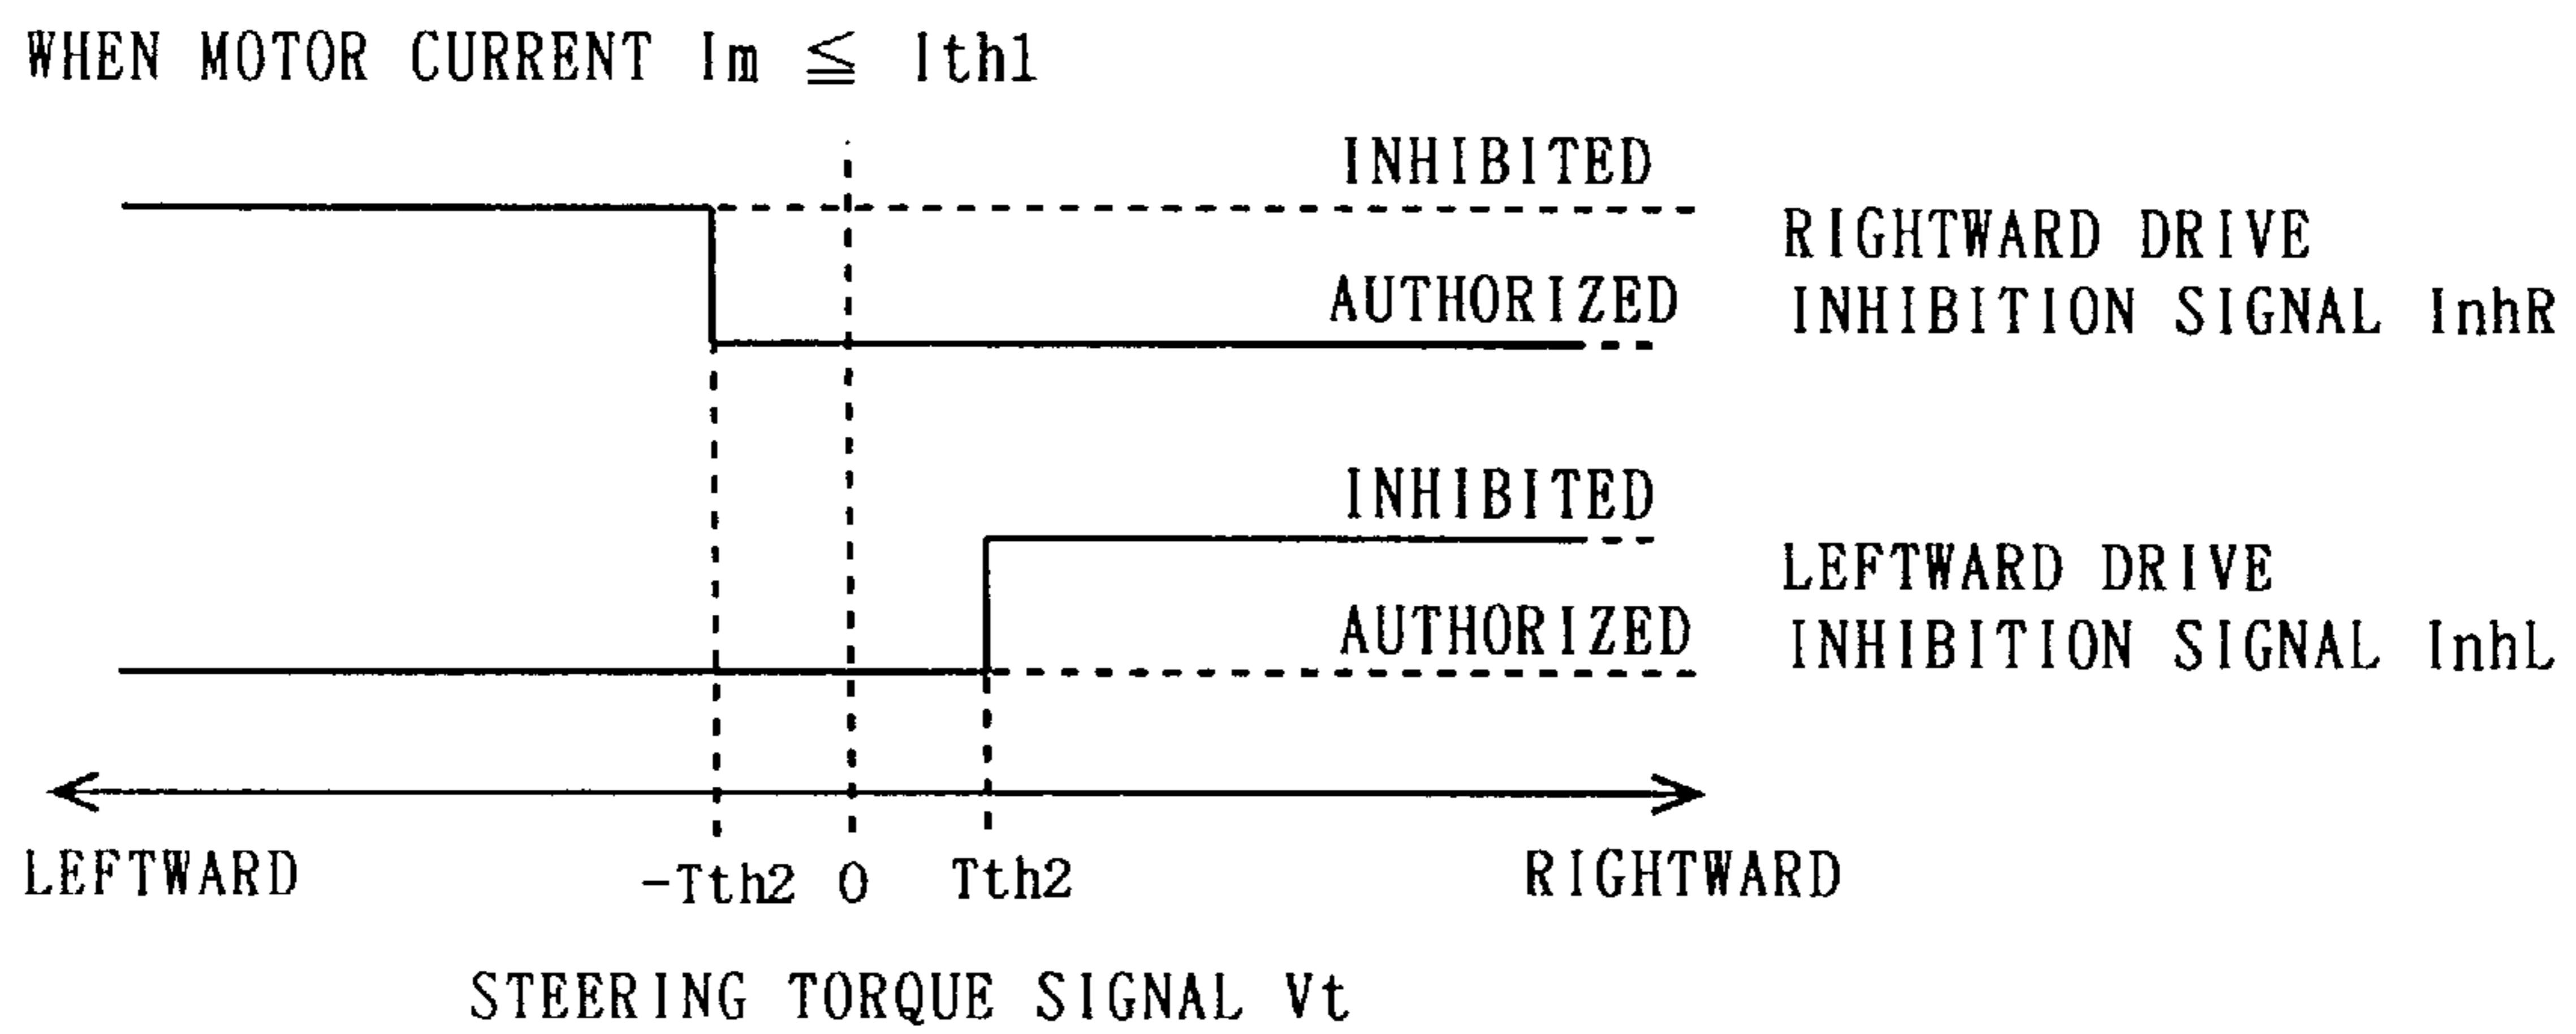 WHEN MOTOR CURRENT Im ≦ Ith1
INHIBITED
AUTHORIZED
RIGHTWARD DRIVE
INHIBITION SIGNAL InhR
INHIBITED
AUTHORIZED
LEFTWARD DRIVE
INHIBITION SIGNAL InhL
LEFTWARD -Tth2 0 Tth2 RIGHTWARD
STEERING TORQUE SIGNAL Vt